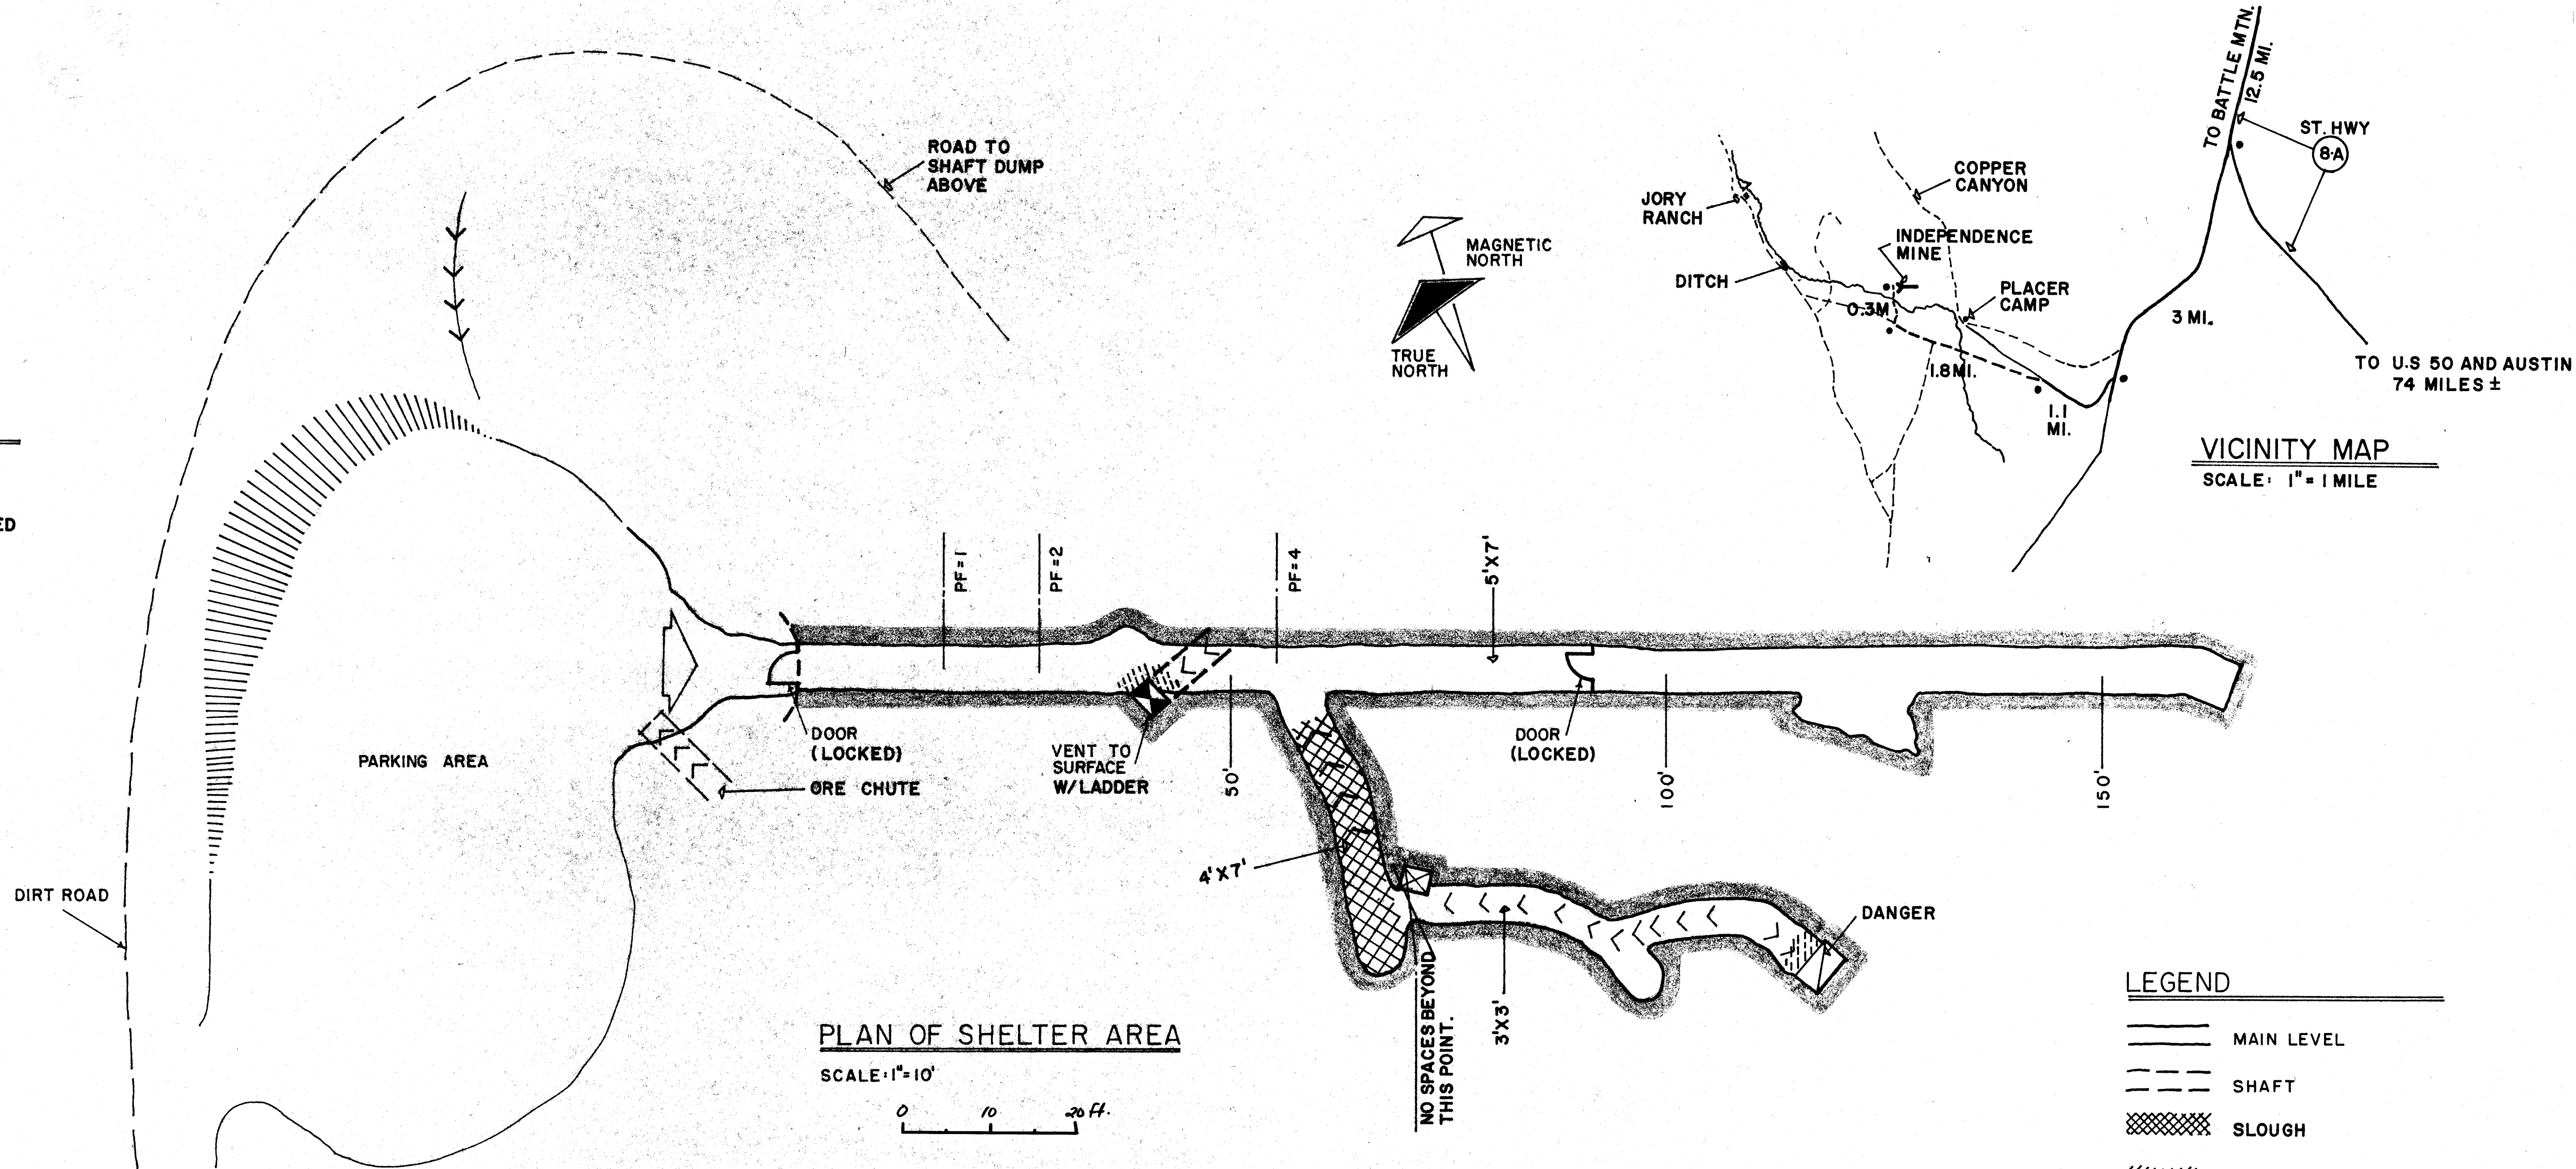 ED
ROAD TO
SHAFT DUMP
ABOVE
MAGNETIC
NORTH
TRUE
NORTH
JORY
RANCH
DITCH
COPPER
CANYON
INDEPENDENCE
MINE
0.3M
PLACER
CAMP
1.8MI.
1.1
MI.
3 MI.
TO BATTLE MTN.
12.5 MI.
ST. HWY
8·A
TO U.S 50 AND AUSTIN
74 MILES ±
VICINITY MAP
SCALE: 1" = 1 MILE
PF = 1
PF = 2
PF = 4
5'X7'
PARKING AREA
DOOR
(LOCKED)
ORE CHUTE
VENT TO
SURFACE
W/LADDER
50'
DOOR
(LOCKED)
100'
150'
4'X7'
DIRT ROAD
DANGER
NO SPACES BEYOND
THIS POINT.
3'X3'
PLAN OF SHELTER AREA
SCALE: 1"=10'
0 10 20 ft.
LEGEND
MAIN LEVEL
SHAFT
SLOUGH